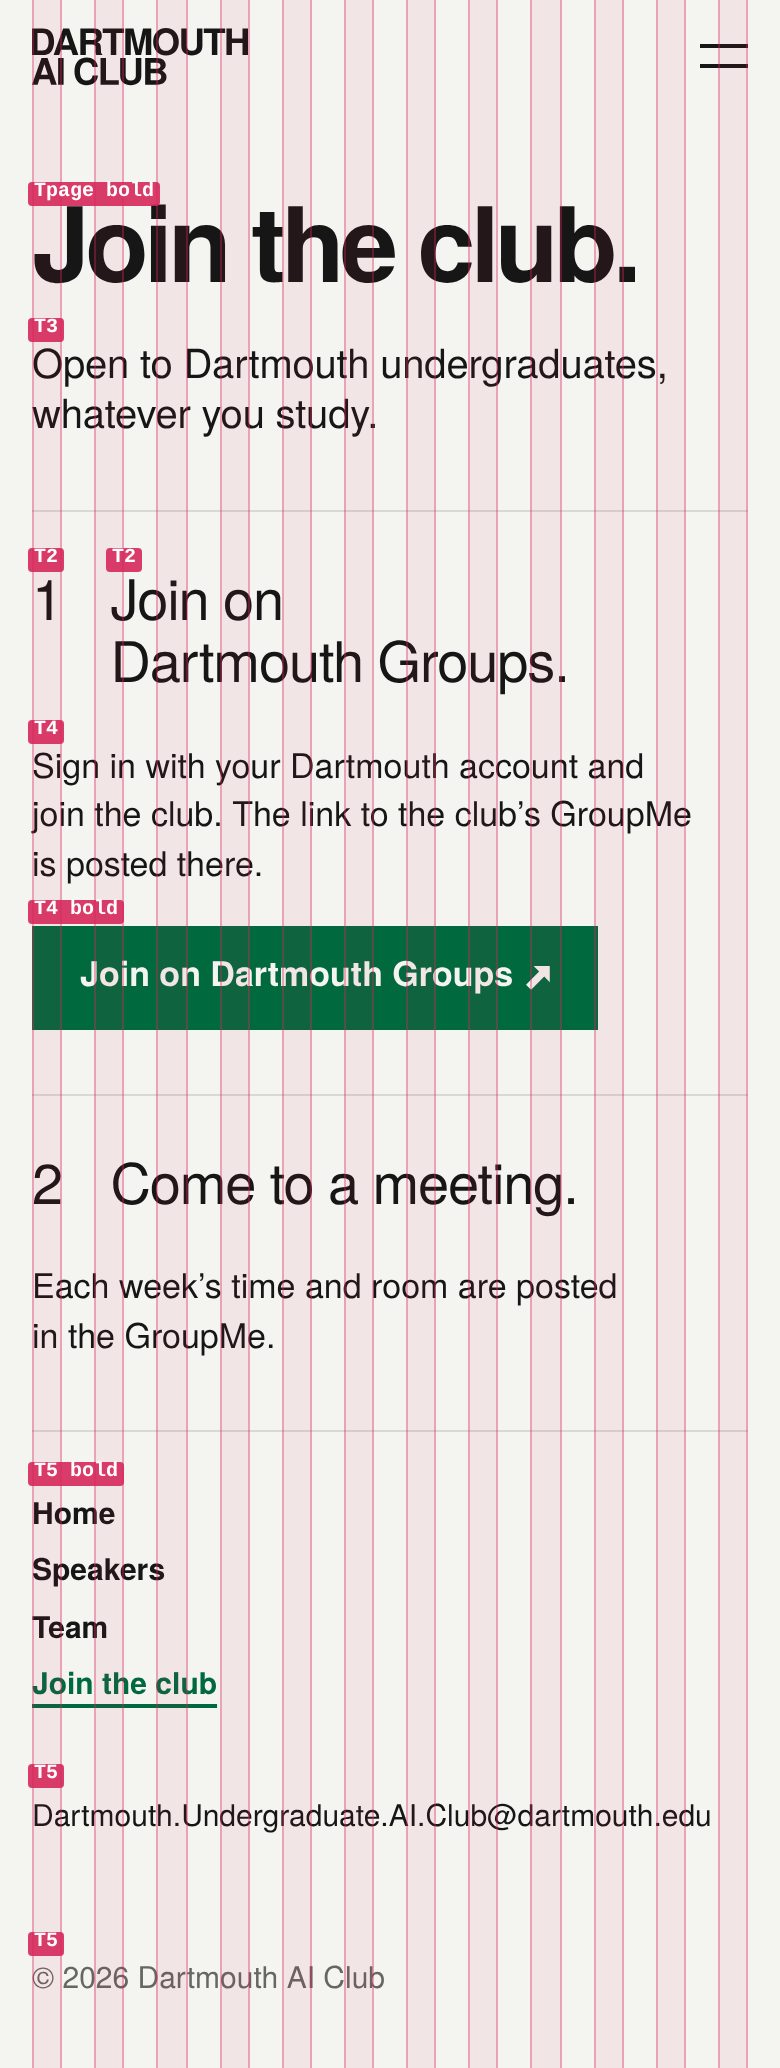 DARTMOUTH
AI CLUB
Tpage bold
Join the club.
T3
Open to Dartmouth undergraduates,
whatever you study.
T2 T2
1 Join on
Dartmouth Groups.
T4
Sign in with your Dartmouth account and
join the club. The link to the club’s GroupMe
is posted there.
T4 bold
Join on Dartmouth Groups ↗
2 Come to a meeting.
Each week’s time and room are posted
in the GroupMe.
T5 bold
Home
Speakers
Team
Join the club
T5
Dartmouth.Undergraduate.AI.Club@dartmouth.edu
T5
© 2026 Dartmouth AI Club